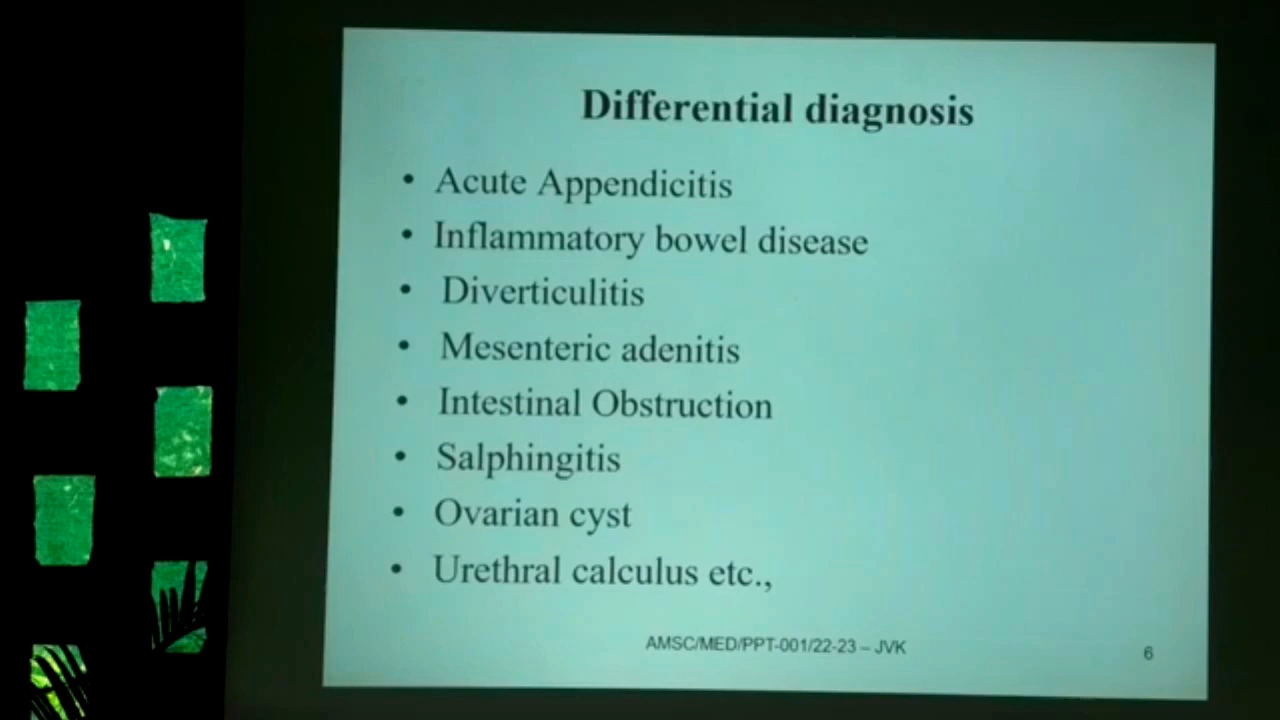 Differential diagnosis
• Acute Appendicitis
• Inflammatory bowel disease
• Diverticulitis
• Mesenteric adenitis
• Intestinal Obstruction
• Salphingitis
• Ovarian cyst
• Urethral calculus etc.,
AMSC/MED/PPT-001/22-23 – JVK
6